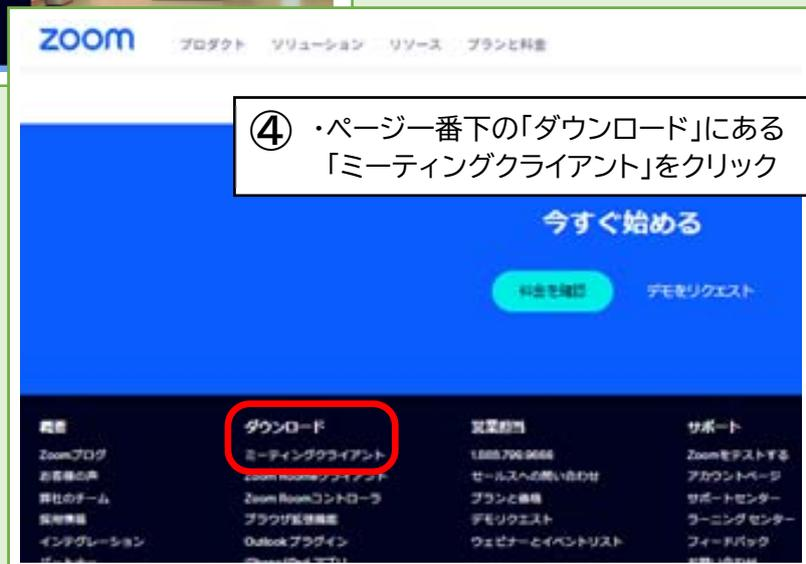 zoom
プロダクト ソリューション リソース プランと料金
④ ・ページ一番下の「ダウンロード」にある
「ミーティングクライアント」をクリック
今すぐ始める
料金を確認 デモをリクエスト
概要 ダウンロード 営業担当 サポート
Zoomブログ ミーティングクライアント 1.888.799.9666 Zoomをテストする
お客様の声 Zoom Roomsクライアント セールスへの問い合わせ アカウントページ
弊社のチーム Zoom Roomコントローラ プランと価格 サポートセンター
採用情報 ブラウザ拡張機能 デモリクエスト ラーニングセンター
インテグレーション Outlook プラグイン ウェビナーとイベントリスト フィードバック